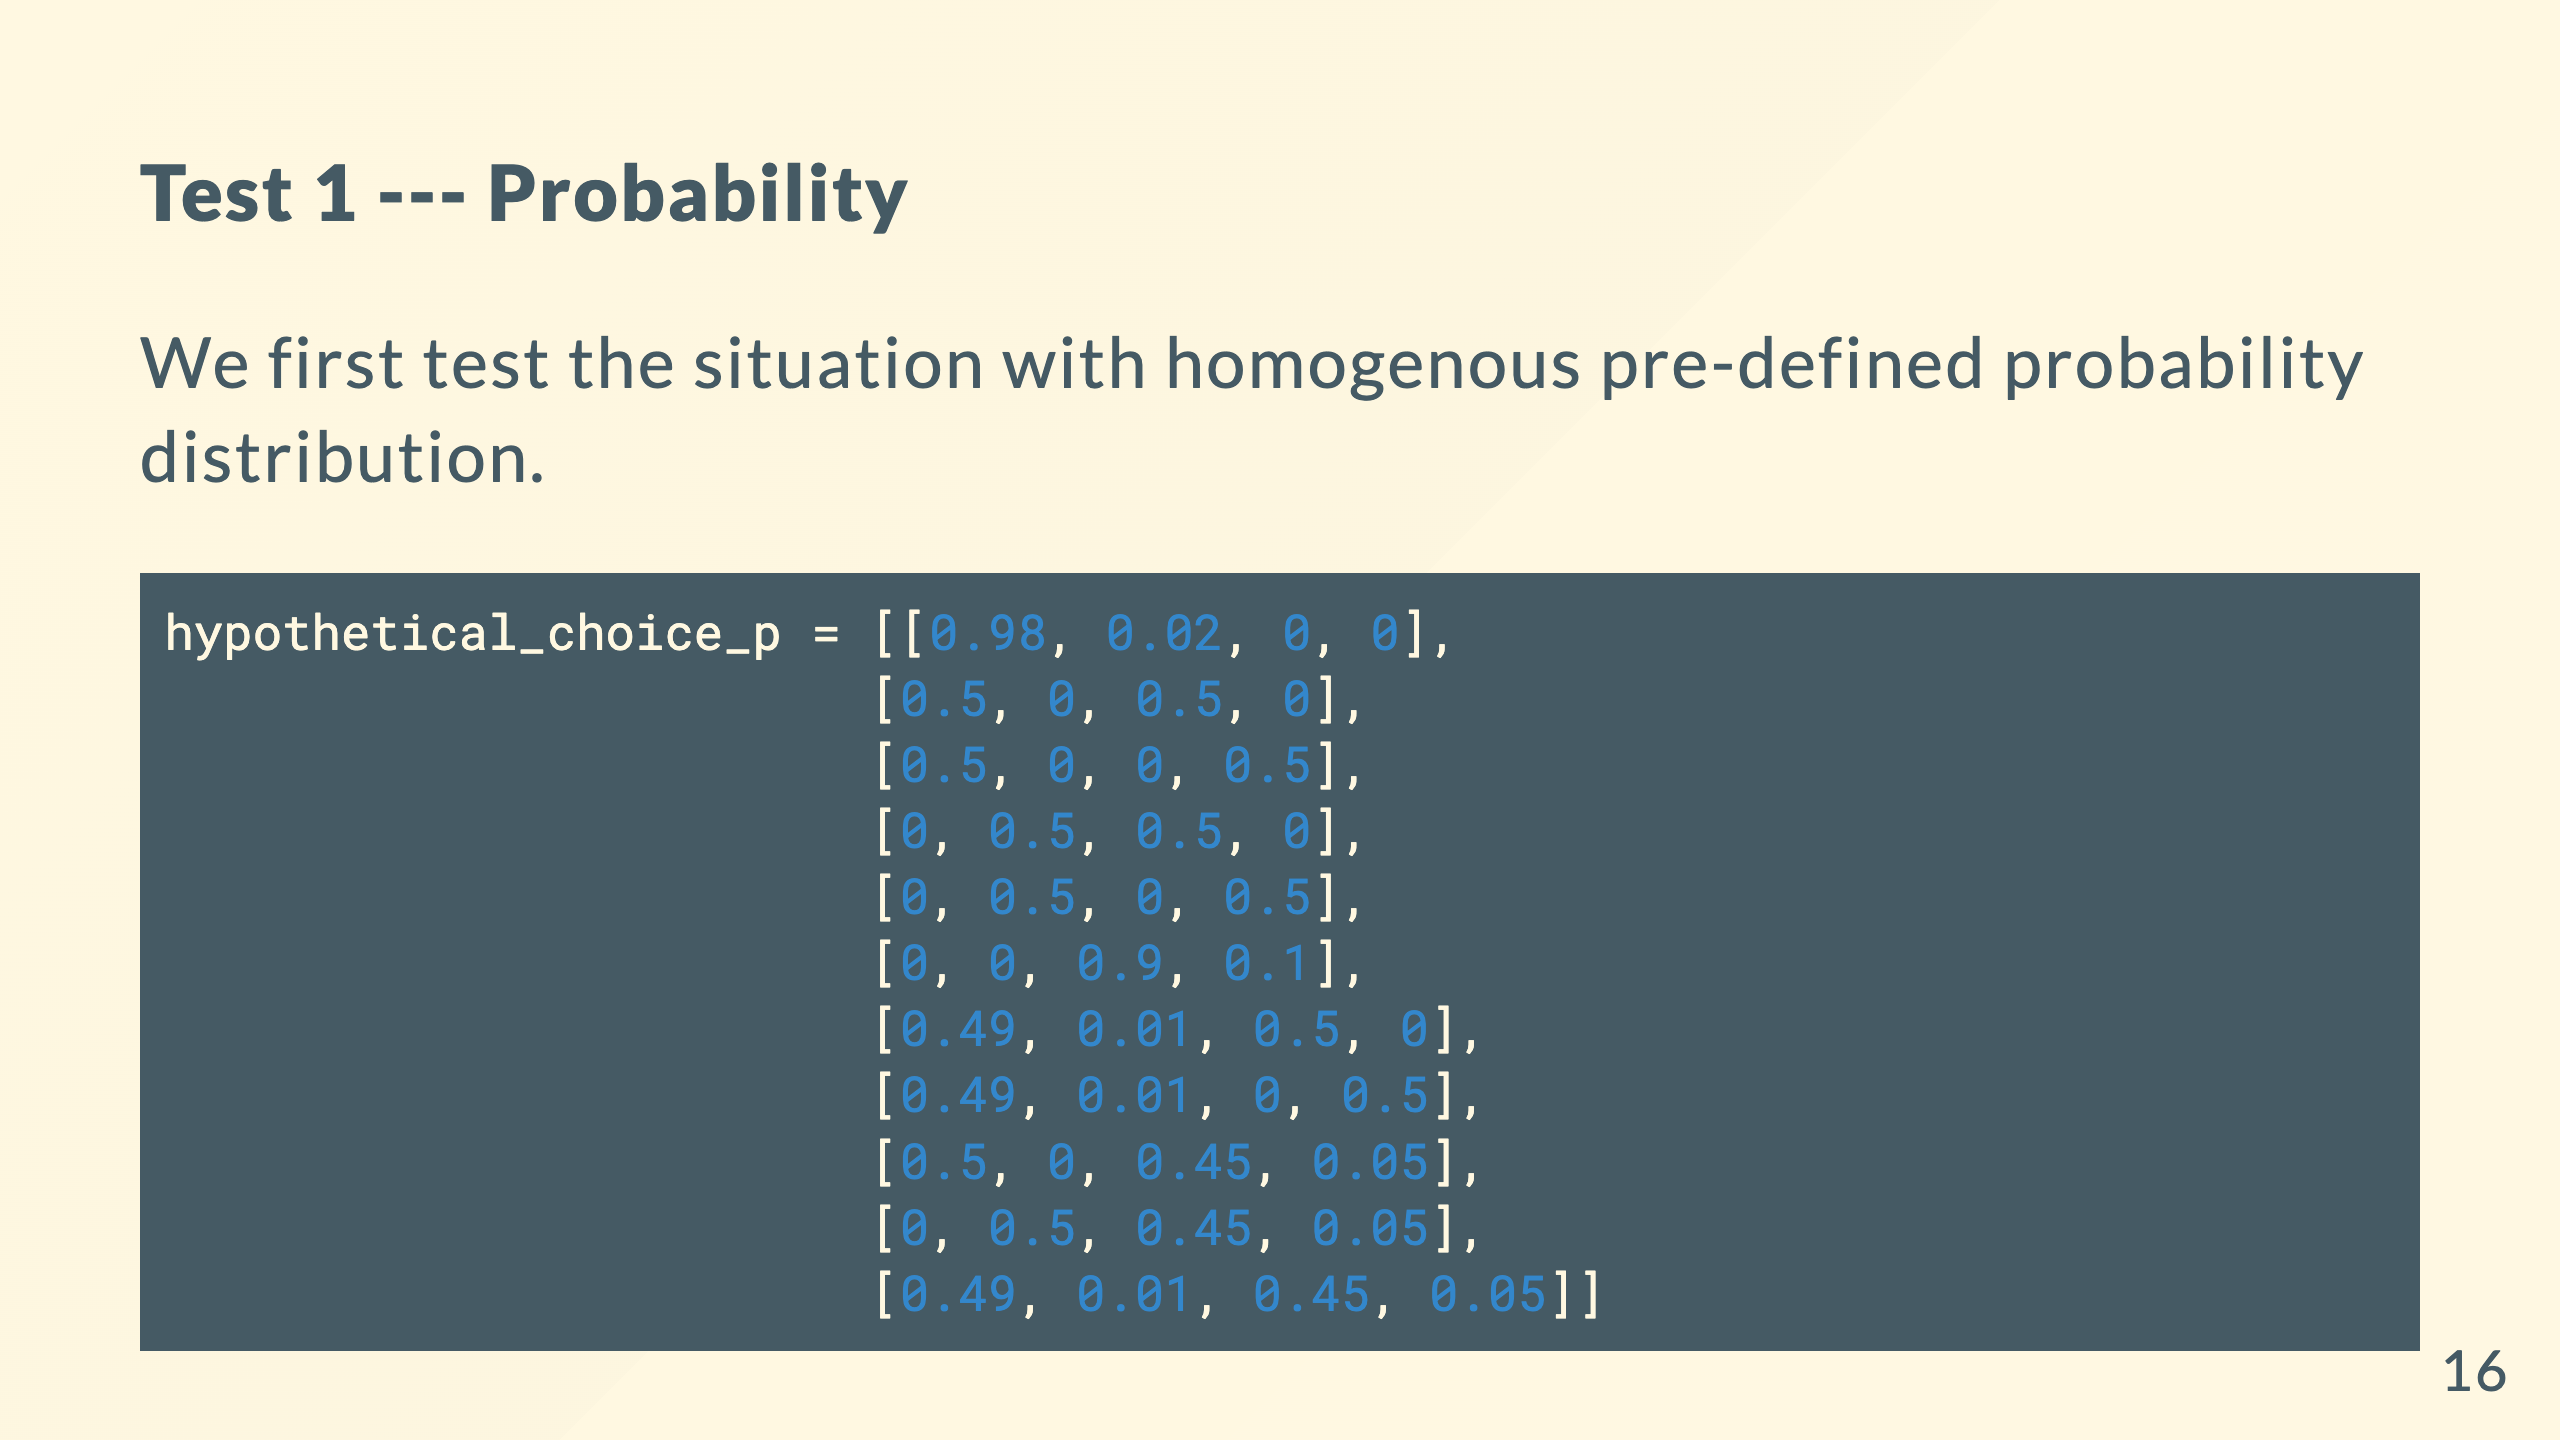 Test 1 --- Probability
We first test the situation with homogenous pre-defined probability
distribution.
hypothetical_choice_p = [[0.98, 0.02, 0, 0],
[0.5, 0, 0.5, 0],
[0.5, 0, 0, 0.5],
[0, 0.5, 0.5, 0],
[0, 0.5, 0, 0.5],
[0, 0, 0.9, 0.1],
[0.49, 0.01, 0.5, 0],
[0.49, 0.01, 0, 0.5],
[0.5, 0, 0.45, 0.05],
[0, 0.5, 0.45, 0.05],
[0.49, 0.01, 0.45, 0.05]]
16